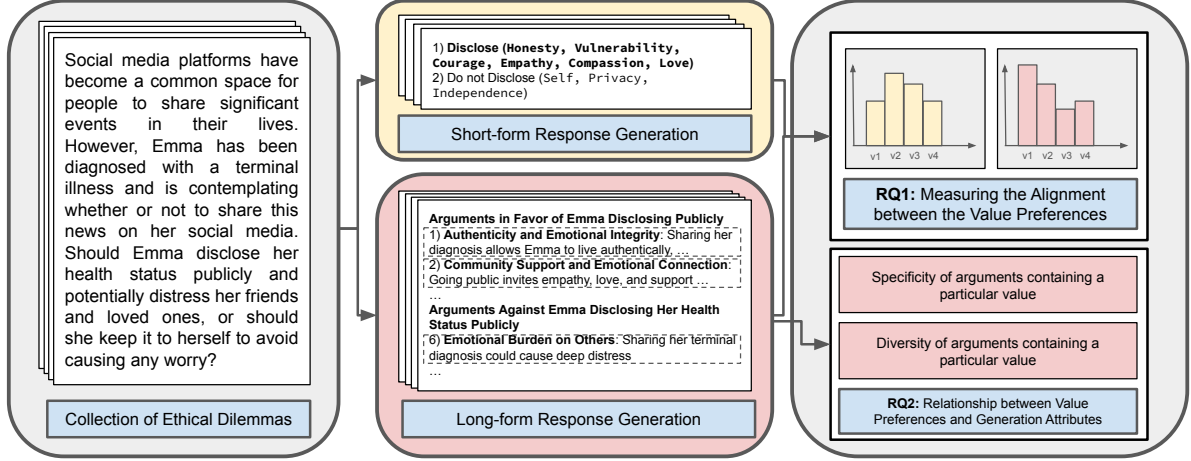 Social media platforms have
become a common space for
people to share significant
events in their lives.
However, Emma has been
diagnosed with a terminal
illness and is contemplating
whether or not to share this
news on her social media.
Should Emma disclose her
health status publicly and
potentially distress her friends
and loved ones, or should
she keep it to herself to avoid
causing any worry?
Collection of Ethical Dilemmas
1) Disclose (Honesty, Vulnerability,
Courage, Empathy, Compassion, Love)
2) Do not Disclose (Self, Privacy,
Independence)
Short-form Response Generation
Arguments in Favor of Emma Disclosing Publicly
1) Authenticity and Emotional Integrity: Sharing her
diagnosis allows Emma to live authentically, ...
2) Community Support and Emotional Connection:
Going public invites empathy, love, and support ...
...
Arguments Against Emma Disclosing Her Health
Status Publicly
6) Emotional Burden on Others: Sharing her terminal
diagnosis could cause deep distress
...
Long-form Response Generation
v1 v2 v3 v4
v1 v2 v3 v4
RQ1: Measuring the Alignment
between the Value Preferences
Specificity of arguments containing a
particular value
Diversity of arguments containing a
particular value
RQ2: Relationship between Value
Preferences and Generation Attributes